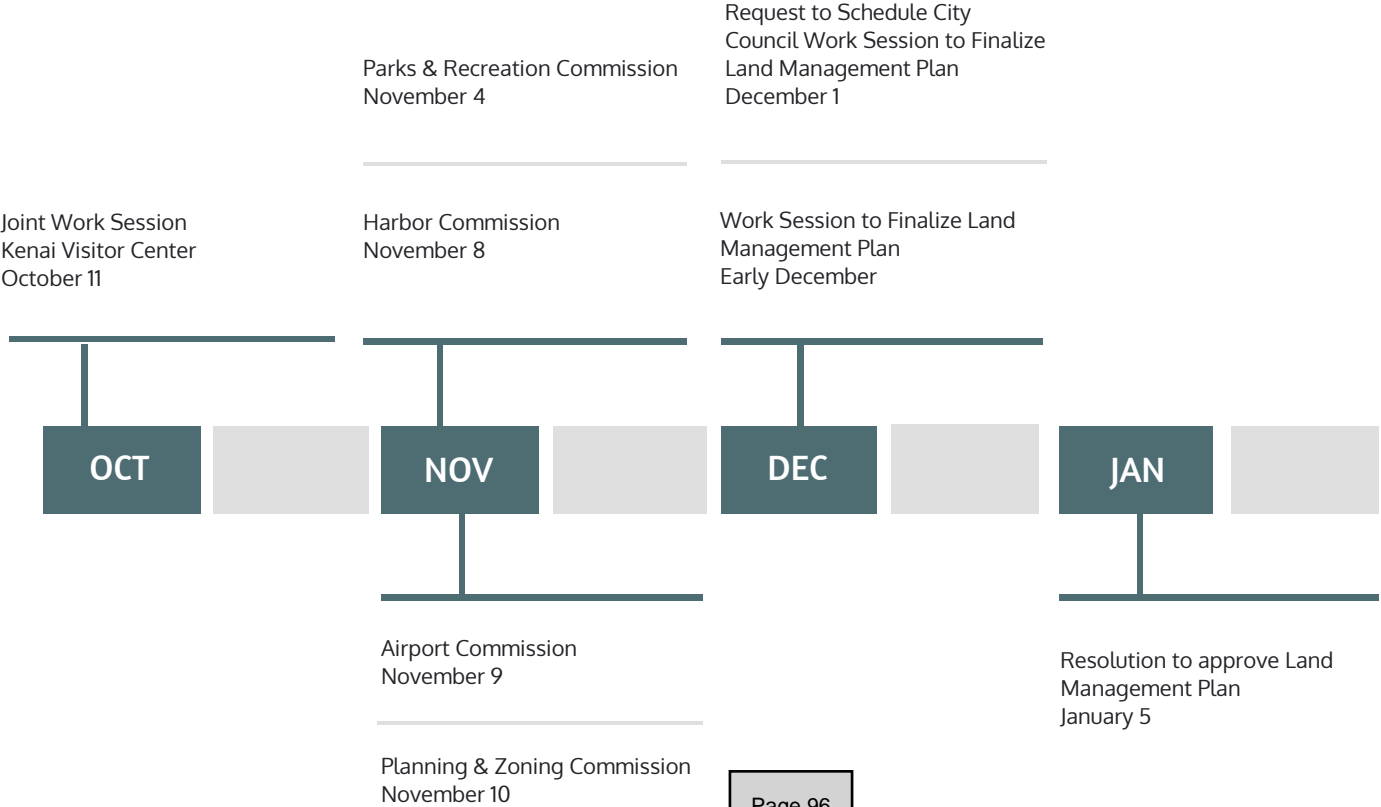 Joint Work Session
Kenai Visitor Center
October 11
OCT
Parks & Recreation Commission
November 4
Harbor Commission
November 8
NOV
Airport Commission
November 9
Planning & Zoning Commission
November 10
Request to Schedule City
Council Work Session to Finalize
Land Management Plan
December 1
Work Session to Finalize Land
Management Plan
Early December
DEC
JAN
Resolution to approve Land
Management Plan
January 5
Page 96